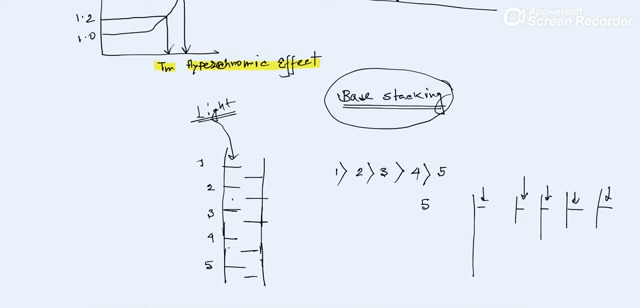 Apowersoft
Screen Recorder
1.2
1.0
Tm Hyperchromic Effect
Base stacking
Light
1
2
3
4
5
1 > 2 > 3 > 4 > 5
5